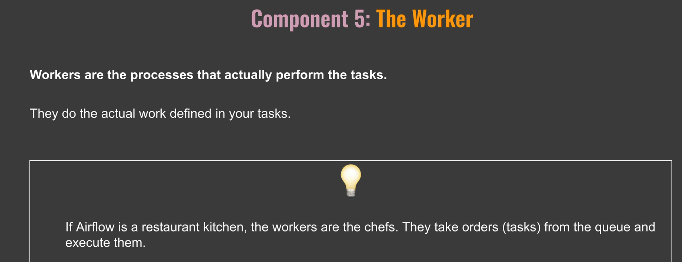 Component 5: The Worker
Workers are the processes that actually perform the tasks.
They do the actual work defined in your tasks.
If Airflow is a restaurant kitchen, the workers are the chefs. They take orders (tasks) from the queue and
execute them.